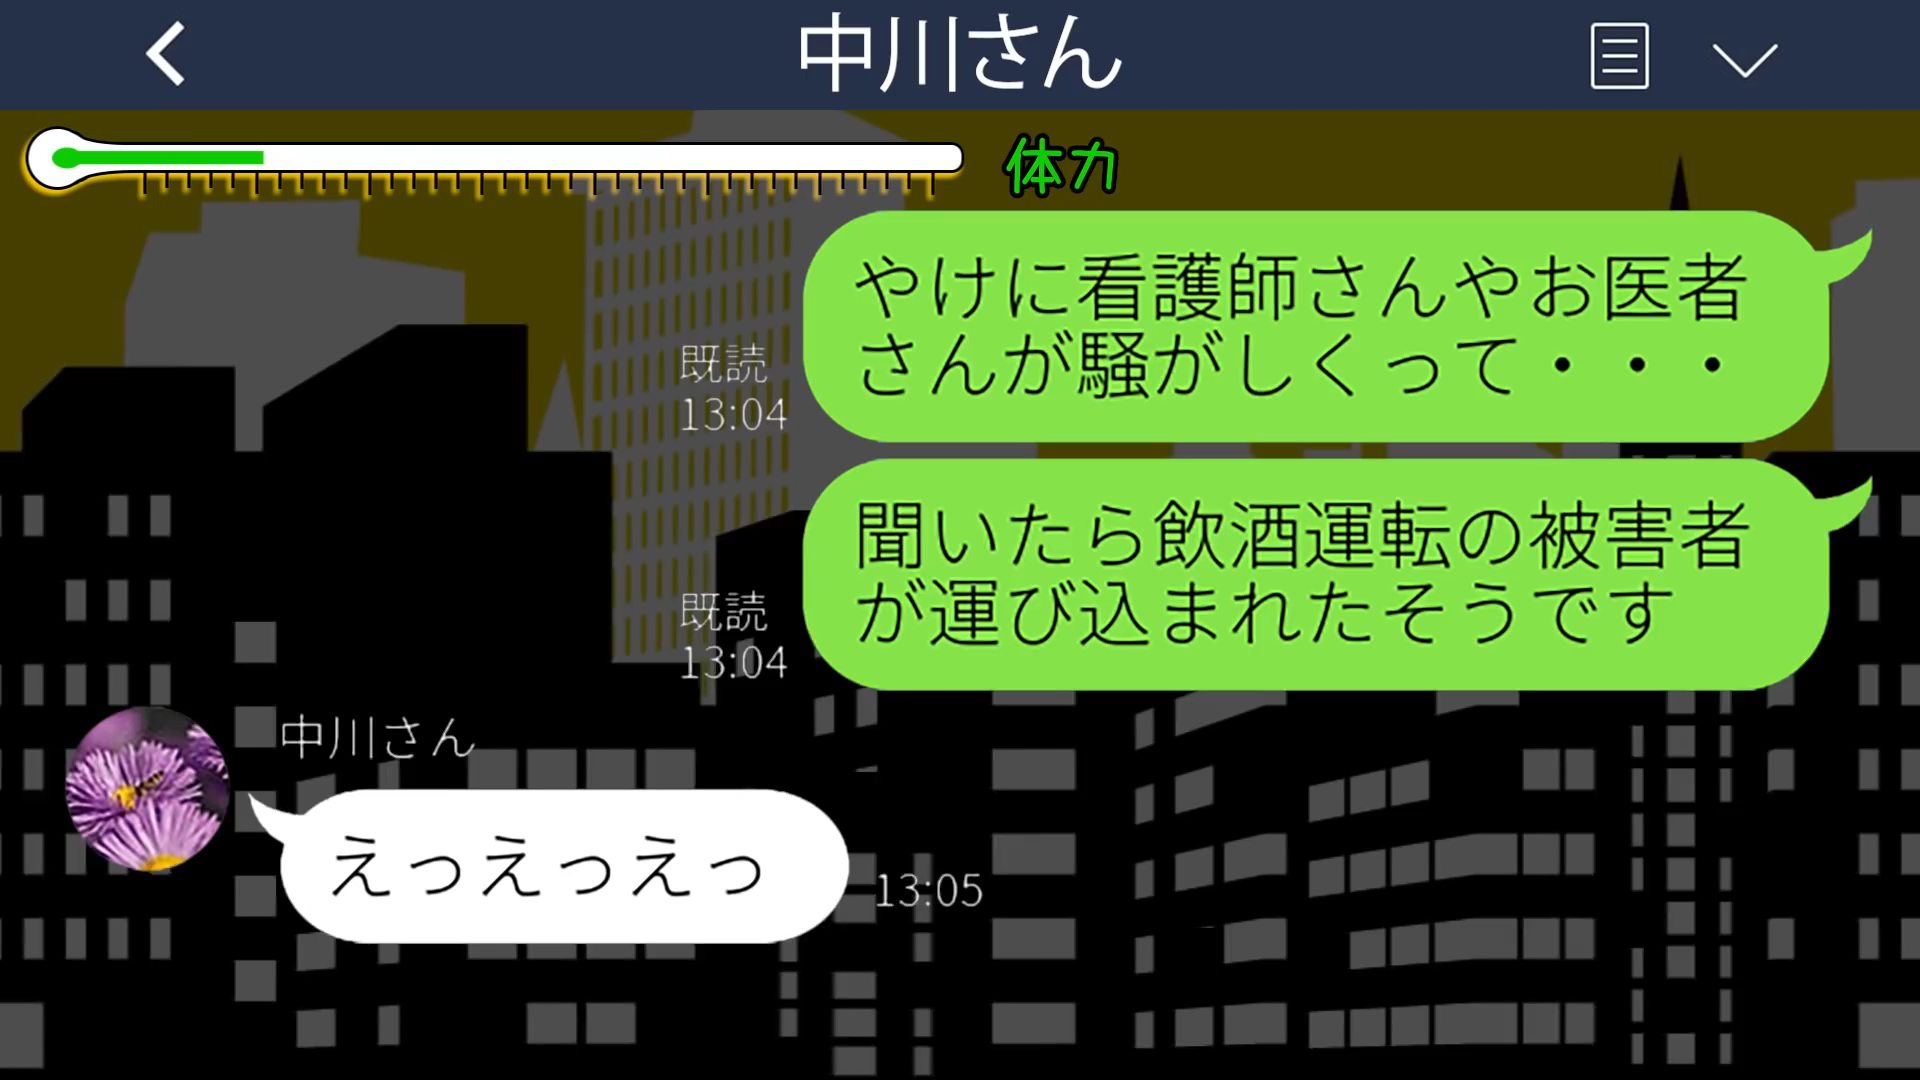 中川さん
体力
やけに看護師さんやお医者
さんが騒がしくって・・・
既読
13:04
聞いたら飲酒運転の被害者
が運び込まれたそうです
既読
13:04
中川さん
えっえっえっ
13:05